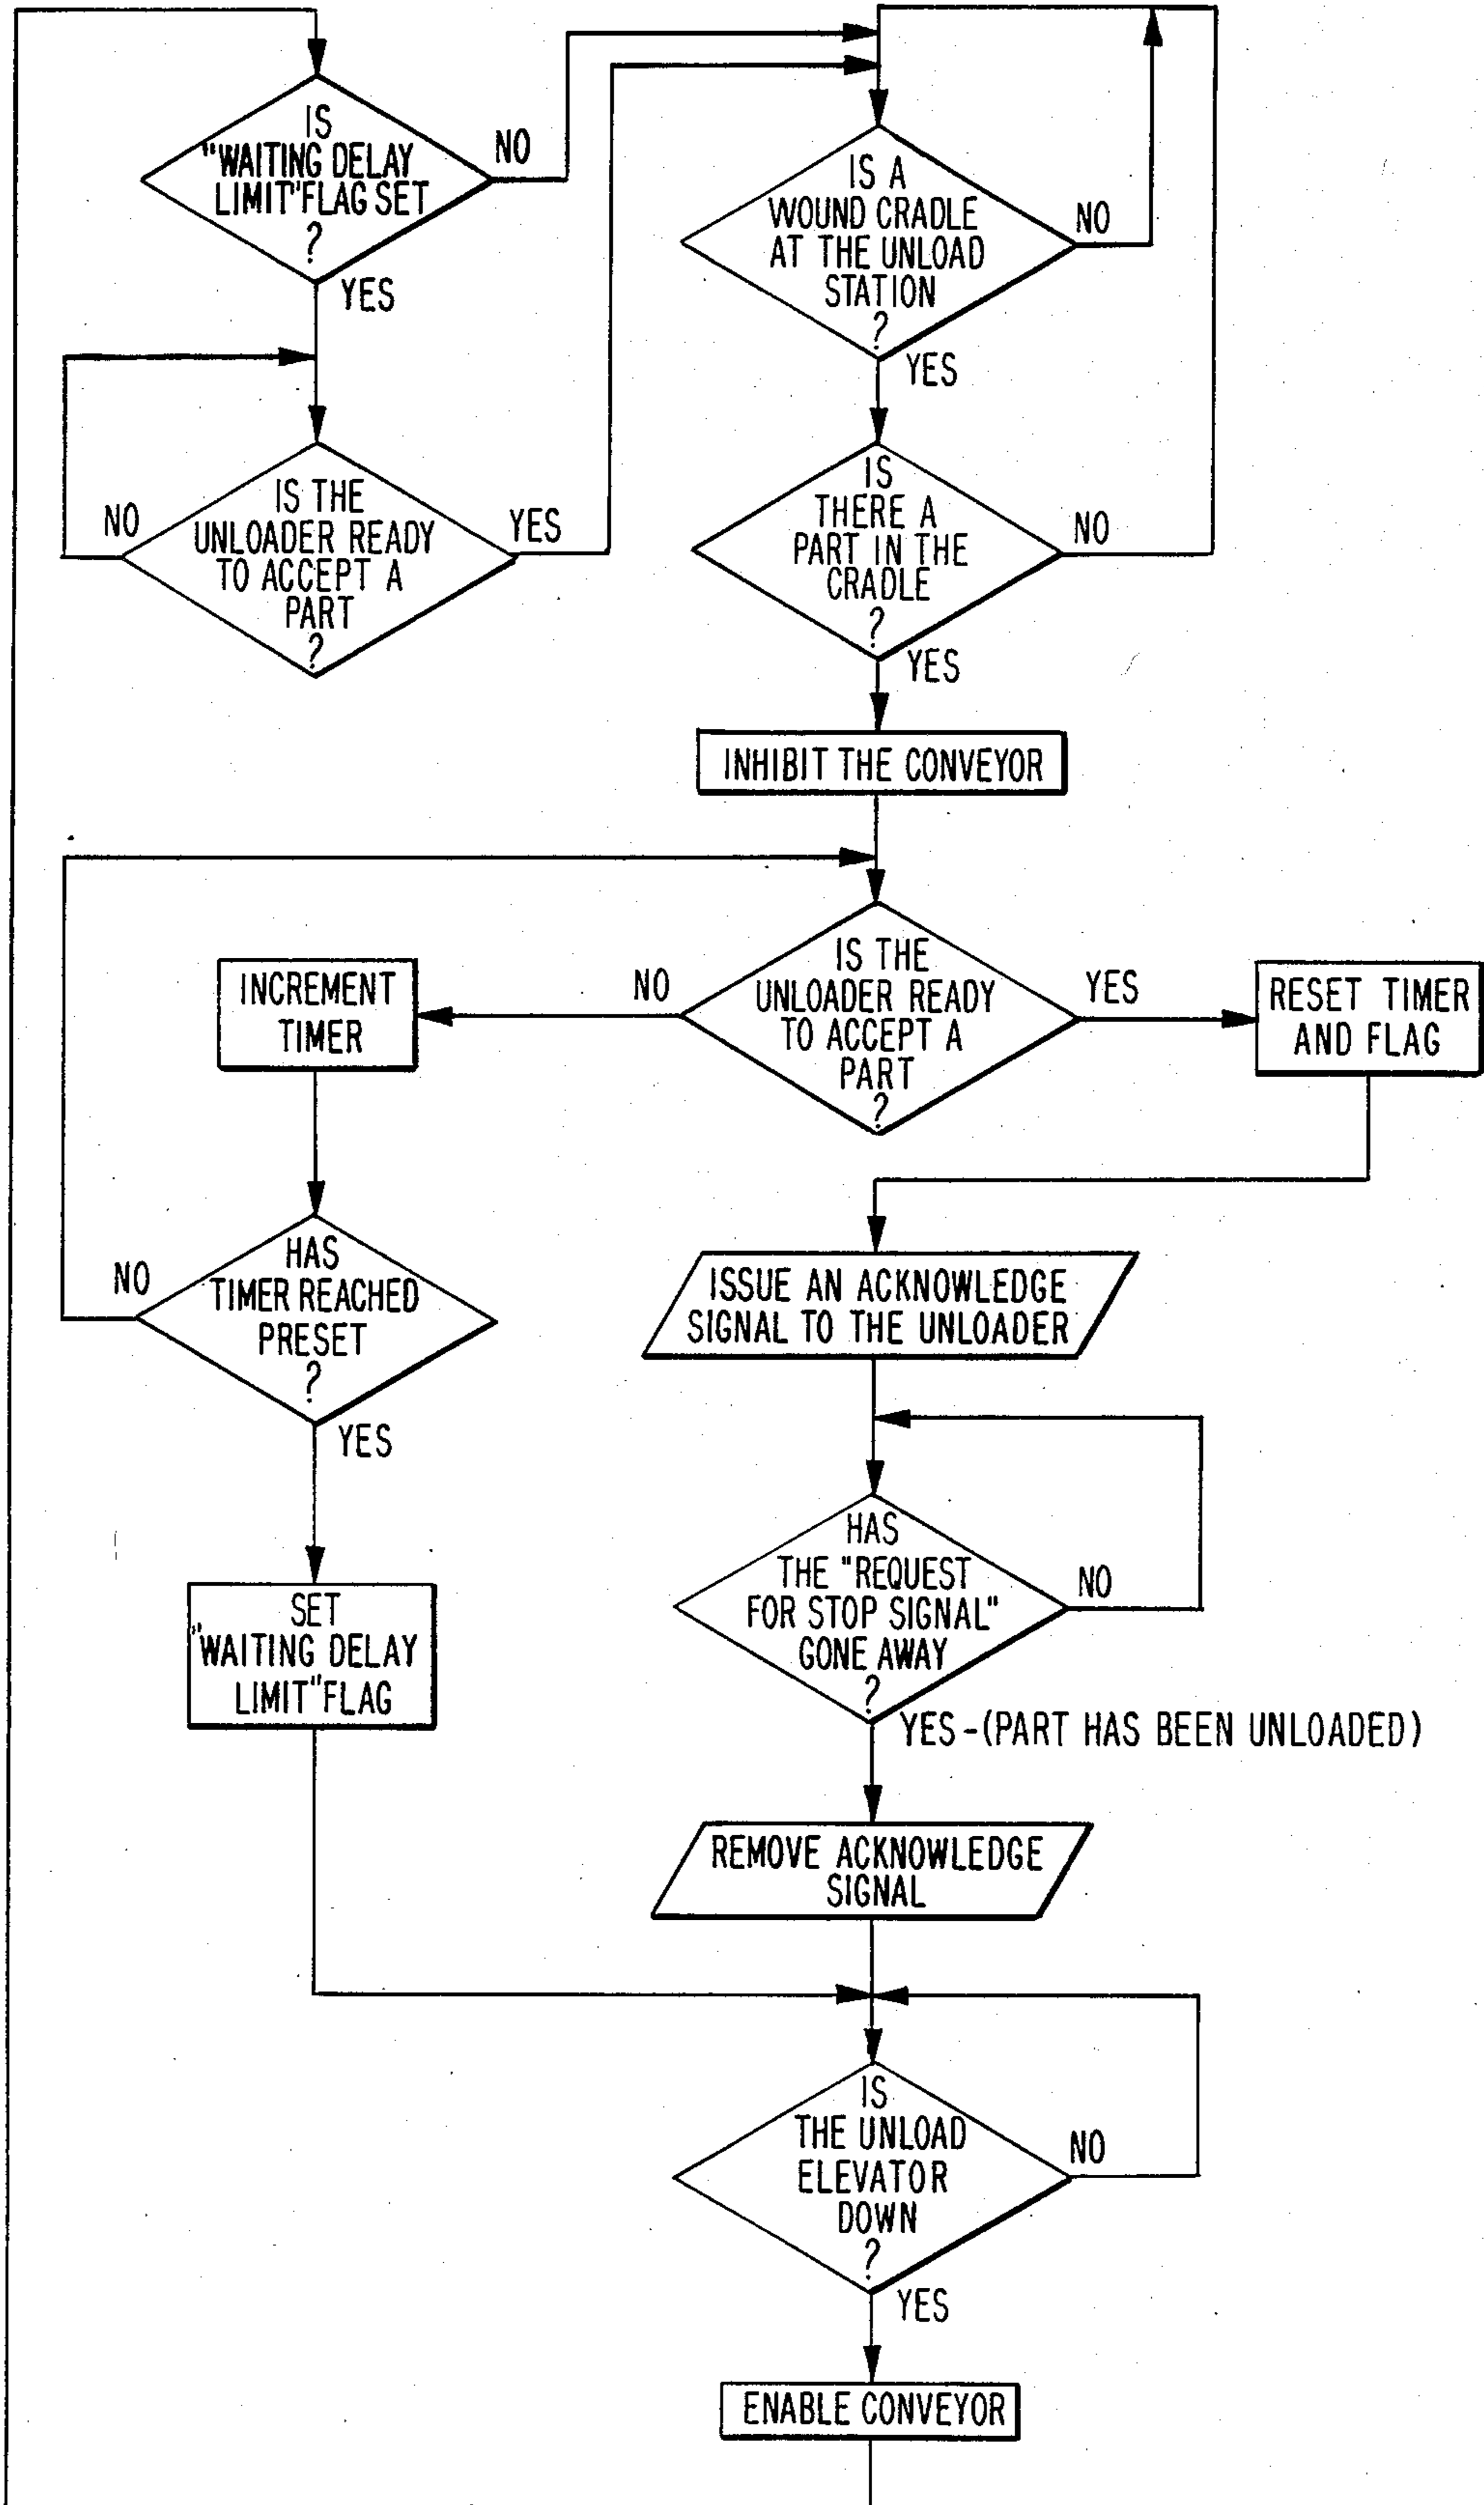 IS
"WAITING DELAY
LIMIT"FLAG SET
?
NO
YES
IS THE
UNLOADER READY
TO ACCEPT A
PART
?
NO
YES
IS A
WOUND CRADLE
AT THE UNLOAD
STATION
?
NO
YES
IS
THERE A
PART IN THE
CRADLE
?
NO
YES
INHIBIT THE CONVEYOR
IS THE
UNLOADER READY
TO ACCEPT A
PART
?
NO
YES
INCREMENT
TIMER
RESET TIMER
AND FLAG
HAS
TIMER REACHED
PRESET
?
NO
YES
SET
"WAITING DELAY
LIMIT"FLAG
ISSUE AN ACKNOWLEDGE
SIGNAL TO THE UNLOADER
HAS
THE "REQUEST
FOR STOP SIGNAL"
GONE AWAY
?
NO
YES-(PART HAS BEEN UNLOADED)
REMOVE ACKNOWLEDGE
SIGNAL
IS
THE UNLOAD
ELEVATOR
DOWN
?
NO
YES
ENABLE CONVEYOR